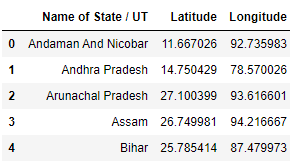 Name of State / UT Latitude Longitude
0 Andaman And Nicobar 11.667026 92.735983
1 Andhra Pradesh 14.750429 78.570026
2 Arunachal Pradesh 27.100399 93.616601
3 Assam 26.749981 94.216667
4 Bihar 25.785414 87.479973